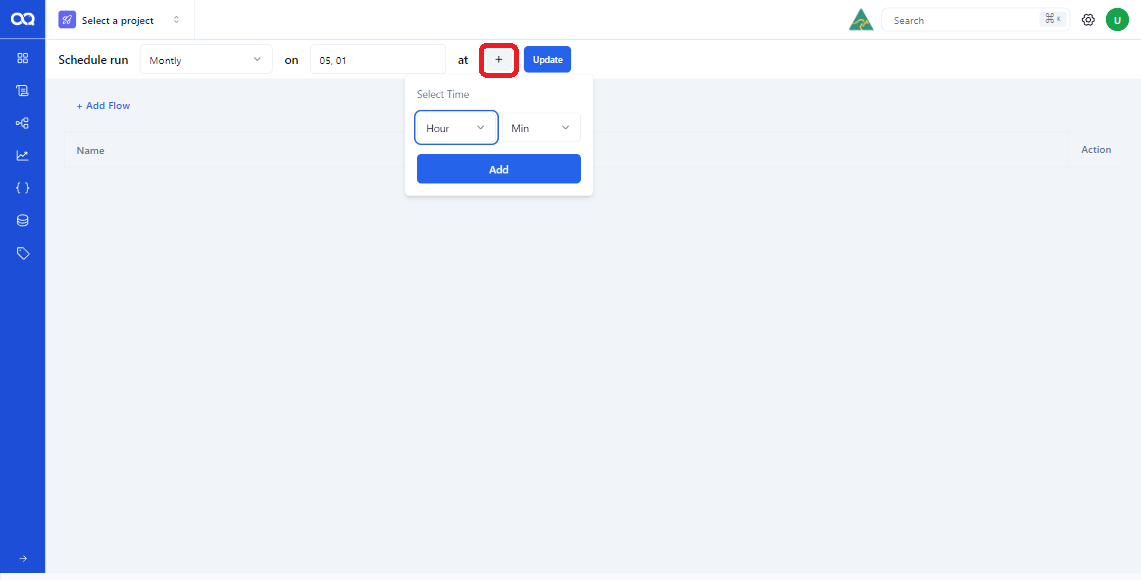 Select a project
Search
⌘ K
U
Schedule run
Montly
on
05, 01
at
+
Update
Select Time
Hour
Min
Add
+ Add Flow
Name
Action